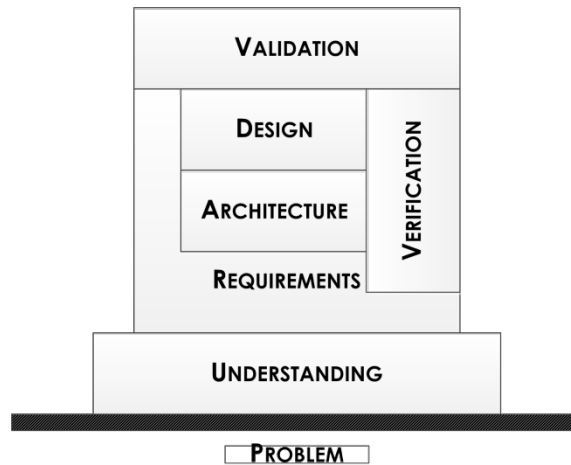 VALIDATION
DESIGN
VERIFICATION
ARCHITECTURE
REQUIREMENTS
UNDERSTANDING
PROBLEM